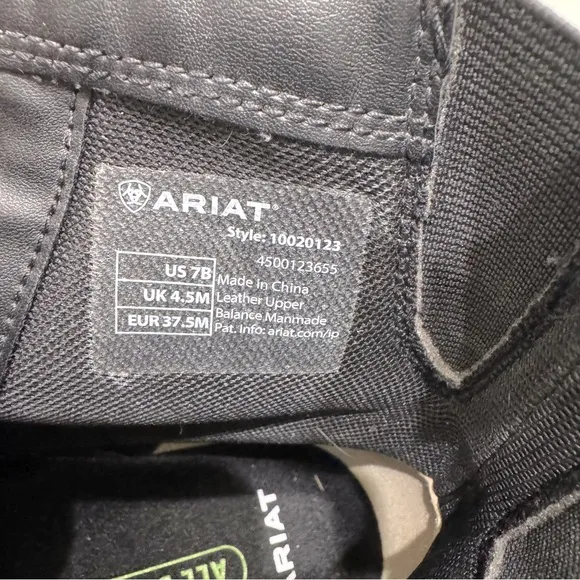 ARIAT®
Style: 10020123
4500123655
US 7B
UK 4.5M
EUR 37.5M
Made in China
Leather Upper
Balance Manmade
Pat. Info: ariat.com/ip
ARIAT
ALL